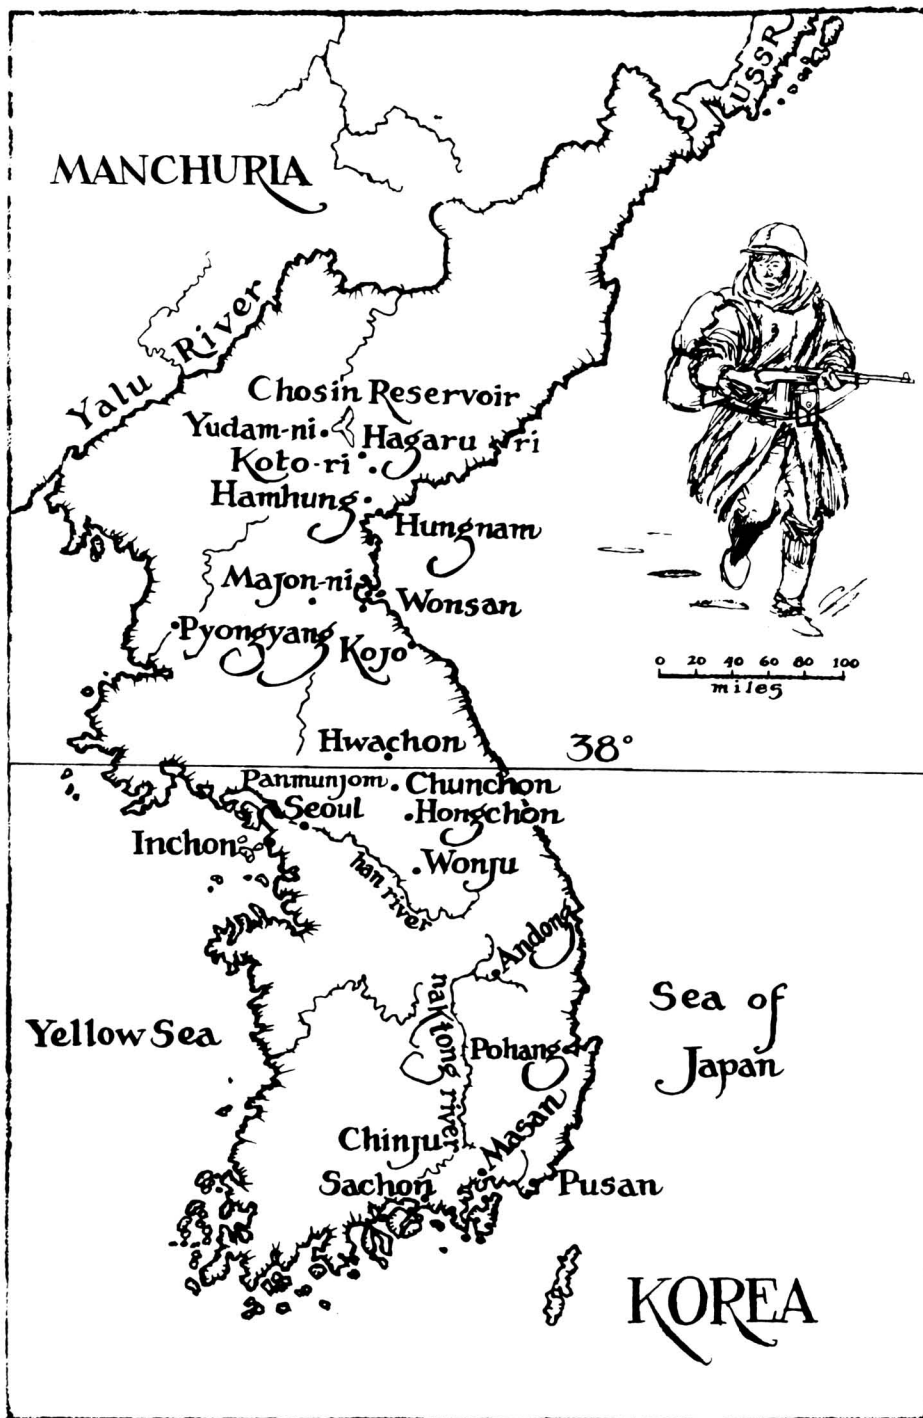 USSR
MANCHURIA
Yalu River
Chosin Reservoir
Yudam-ni
Hagaru-ri
Koto-ri
Hamhung
Hungnam
Majon-ni
Wonsan
Pyongyang
Kojo
0 20 40 60 80 100
miles
Hwachon
38°
Panmunjom
Chunchon
Seoul
Hongchon
Inchon
Wonju
han river
Andong
naktong river
Sea of
Japan
Yellow Sea
Pohang
Masan
Chinju
Sachon
Pusan
KOREA